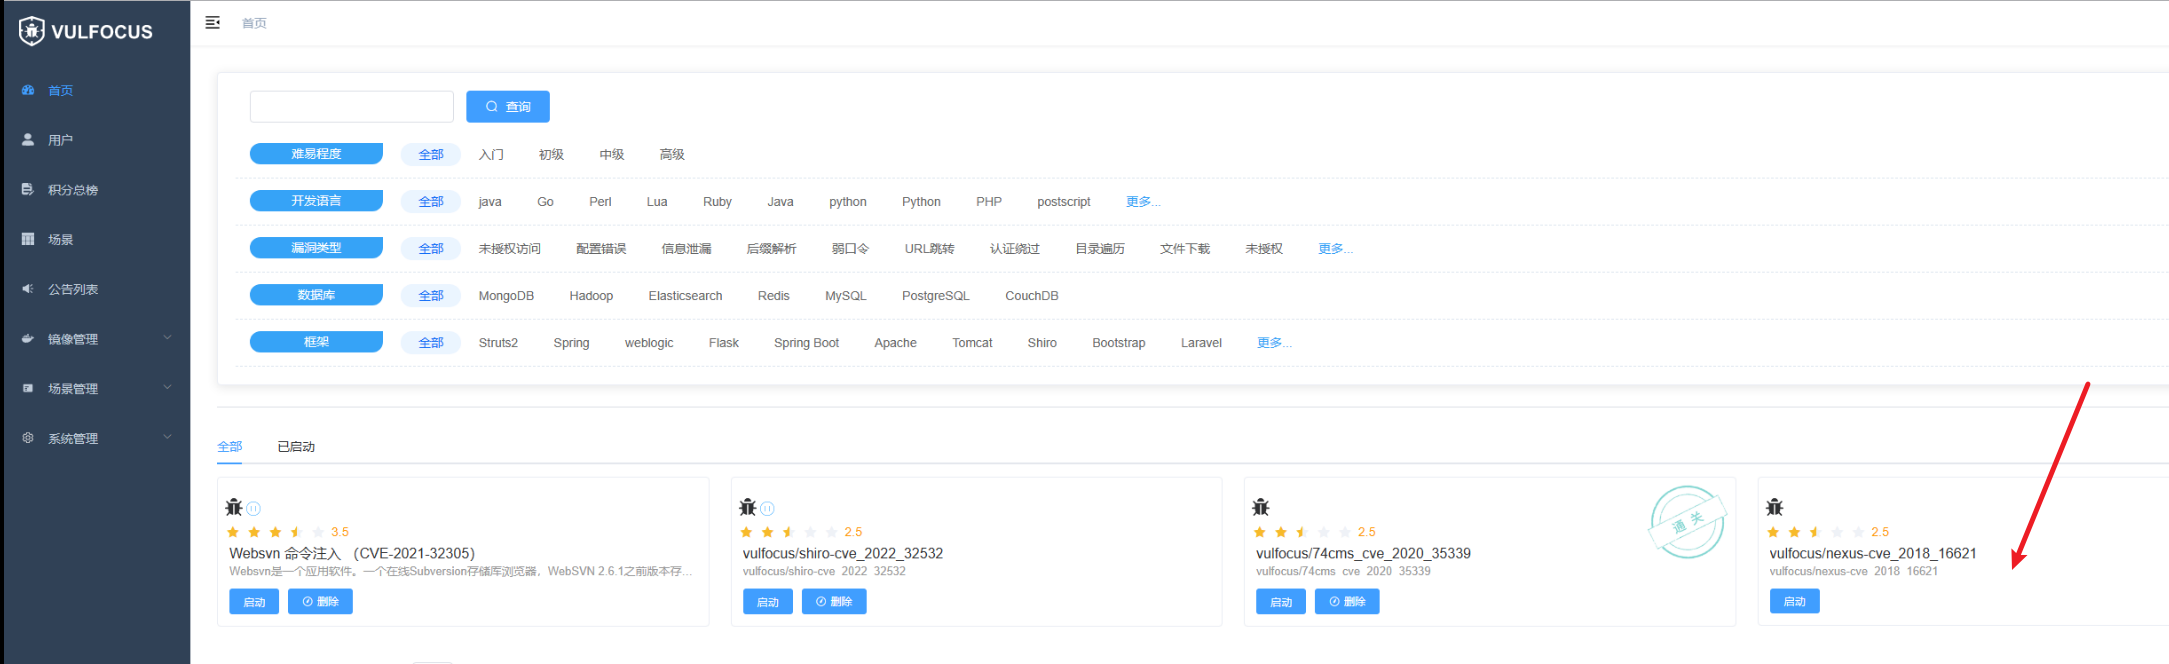 VULFOCUS
首页
用户
积分总榜
场景
公告列表
镜像管理
场景管理
系统管理
首页
查询
难易程度 全部 入门 初级 中级 高级
开发语言 全部 java Go Perl Lua Ruby Java python Python PHP postscript 更多...
漏洞类型 全部 未授权访问 配置错误 信息泄漏 后缀解析 弱口令 URL跳转 认证绕过 目录遍历 文件下载 未授权 更多...
数据库 全部 MongoDB Hadoop Elasticsearch Redis MySQL PostgreSQL CouchDB
框架 全部 Struts2 Spring weblogic Flask Spring Boot Apache Tomcat Shiro Bootstrap Laravel 更多...
全部 已启动
3.5
Websvn 命令注入 （CVE-2021-32305）
Websvn是一个应用软件。一个在线Subversion存储库浏览器，WebSVN 2.6.1之前版本存...
启动 删除
2.5
vulfocus/shiro-cve_2022_32532
vulfocus/shiro-cve_2022_32532
启动 删除
通关
2.5
vulfocus/74cms_cve_2020_35339
vulfocus/74cms_cve_2020_35339
启动 删除
2.5
vulfocus/nexus-cve_2018_16621
vulfocus/nexus-cve_2018_16621
启动